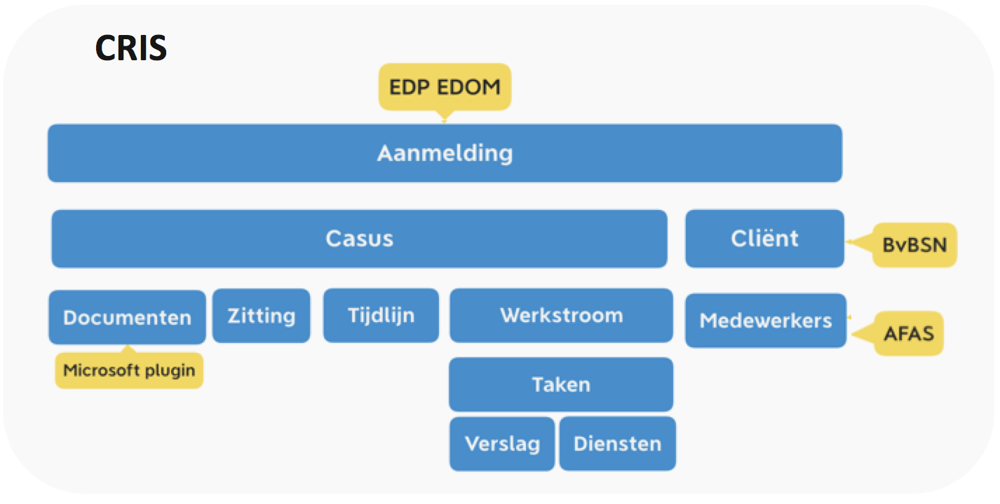 CRIS
EDP EDOM
Aanmelding
Casus
Cliënt
BvBSN
Documenten
Zitting
Tijdlijn
Werkstroom
Medewerkers
AFAS
Microsoft plugin
Taken
Verslag
Diensten